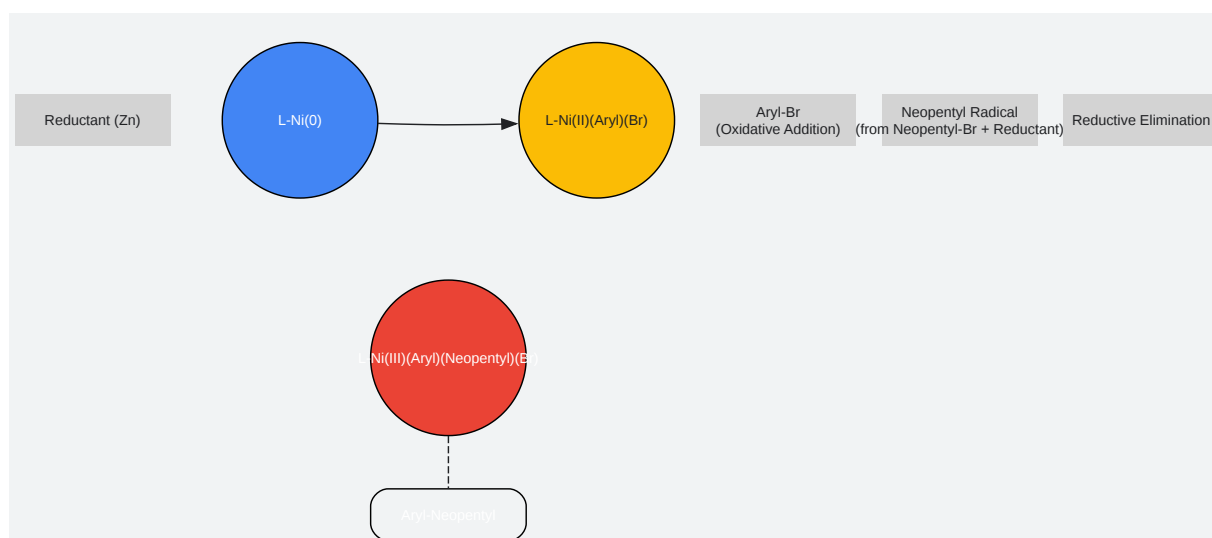 Reductant (Zn)
L-Ni(0)
L-Ni(II)(Aryl)(Br)
Aryl-Br
(Oxidative Addition)
Neopentyl Radical
(from Neopentyl-Br + Reductant)
Reductive Elimination
L-Ni(III)(Aryl)(Neopentyl)(Br)
Aryl-Neopentyl